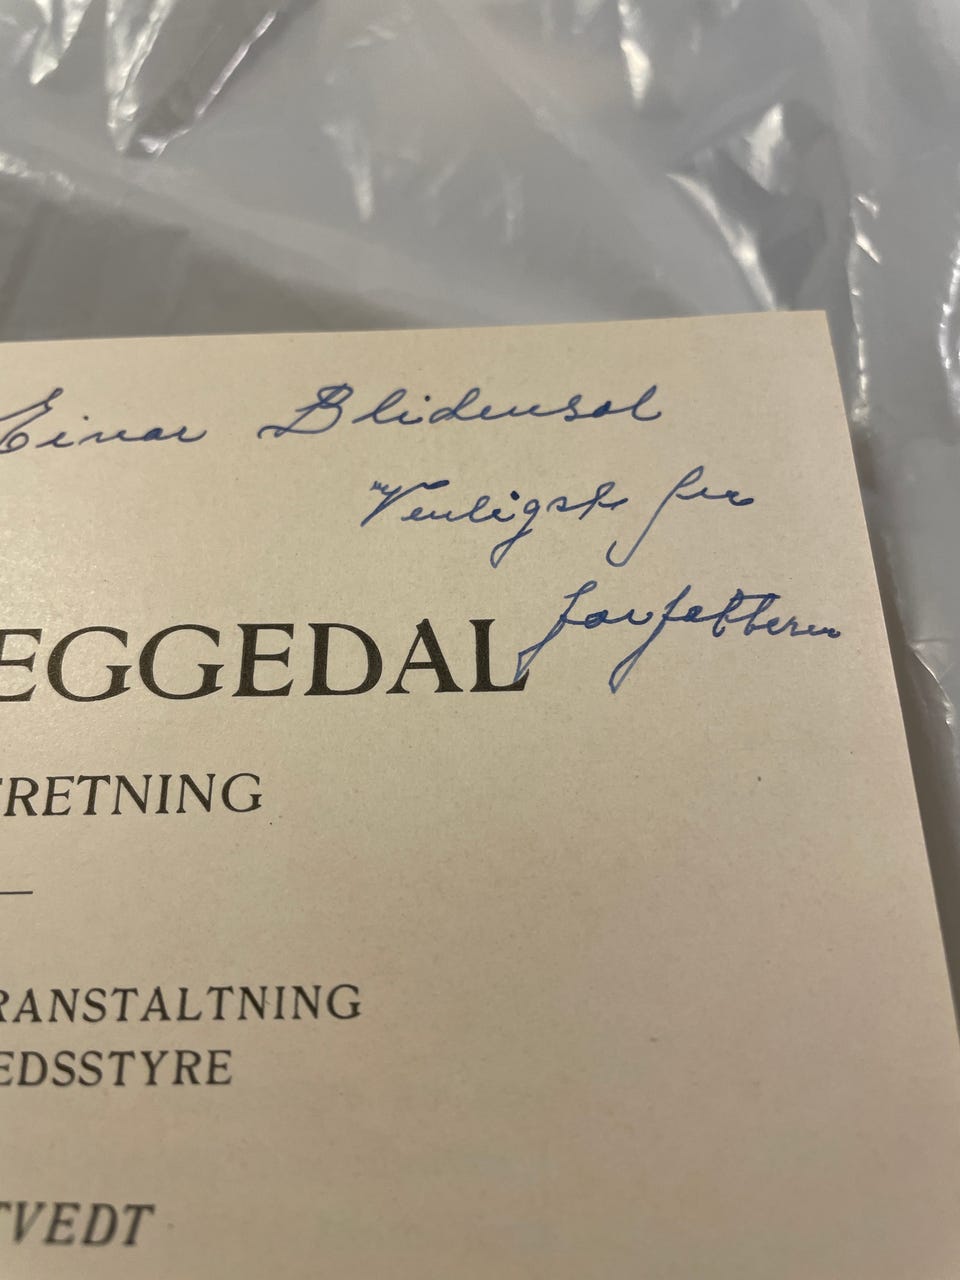 Einar Blidensol
Venligst fra
forfatteren
EGGEDAL
RETNING
RANSTALTNING
EDSSTYRE
TVEDT